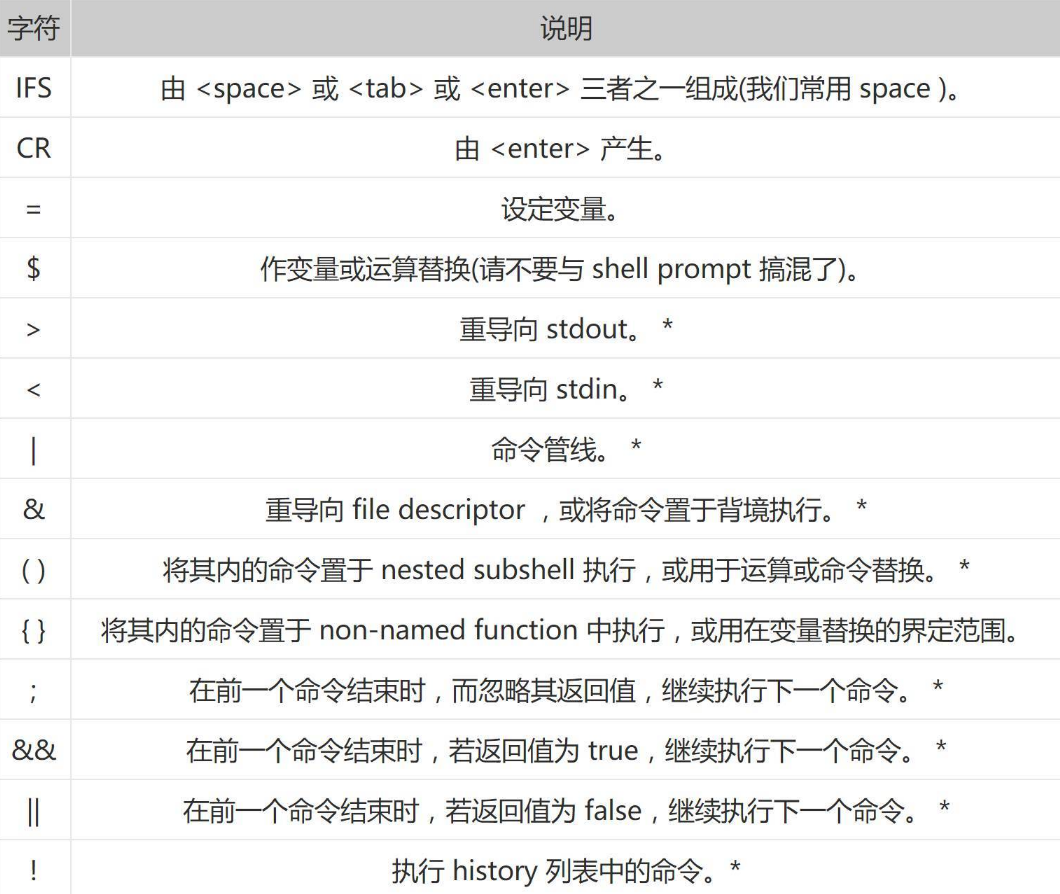 字符 说明
IFS 由 <space> 或 <tab> 或 <enter> 三者之一组成(我们常用 space )。
CR 由 <enter> 产生。
= 设定变量。
$ 作变量或运算替换(请不要与 shell prompt 搞混了)。
> 重导向 stdout。 *
< 重导向 stdin。 *
| 命令管线。 *
& 重导向 file descriptor ，或将命令置于背境执行。 *
( ) 将其内的命令置于 nested subshell 执行，或用于运算或命令替换。 *
{ } 将其内的命令置于 non-named function 中执行，或用在变量替换的界定范围。
; 在前一个命令结束时，而忽略其返回值，继续执行下一个命令。 *
&& 在前一个命令结束时，若返回值为 true，继续执行下一个命令。 *
|| 在前一个命令结束时，若返回值为 false，继续执行下一个命令。 *
! 执行 history 列表中的命令。*